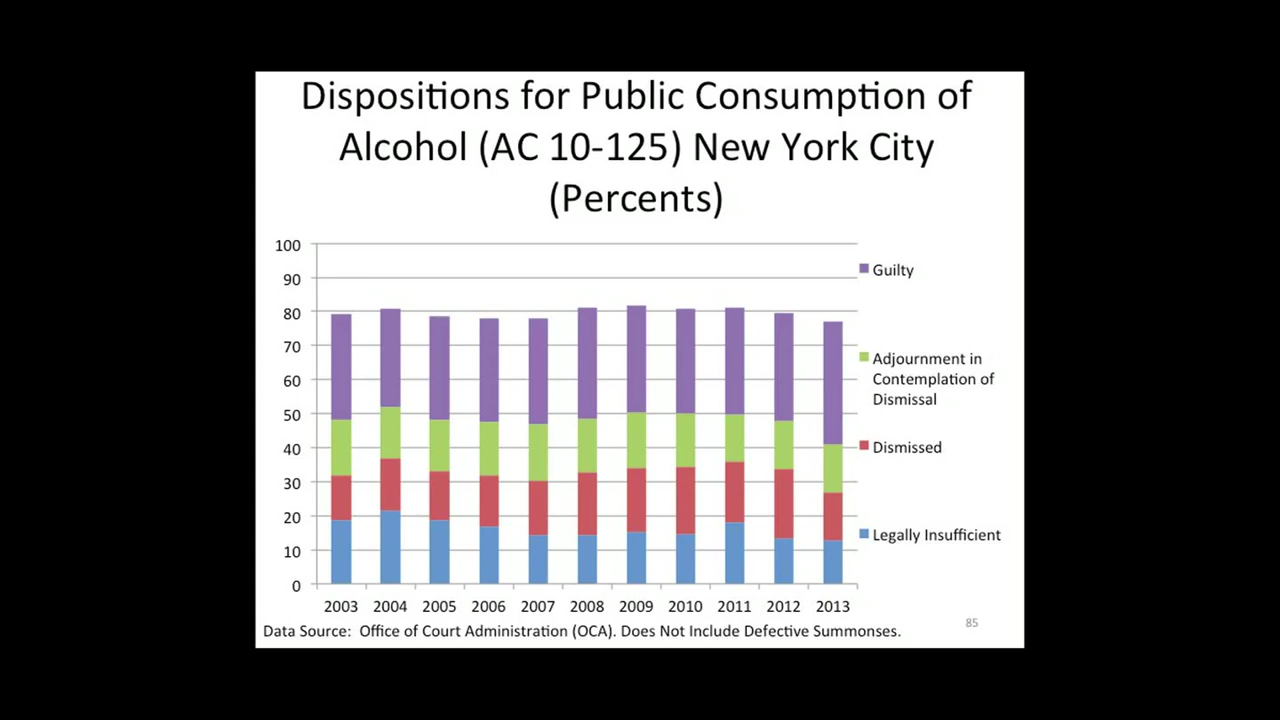 Dispositions for Public Consumption of
Alcohol (AC 10-125) New York City
(Percents)
100
90
80
70
60
50
40
30
20
10
0
Guilty
Adjournment in
Contemplation of
Dismissal
Dismissed
Legally Insufficient
2003 2004 2005 2006 2007 2008 2009 2010 2011 2012 2013
Data Source: Office of Court Administration (OCA). Does Not Include Defective Summonses.
85